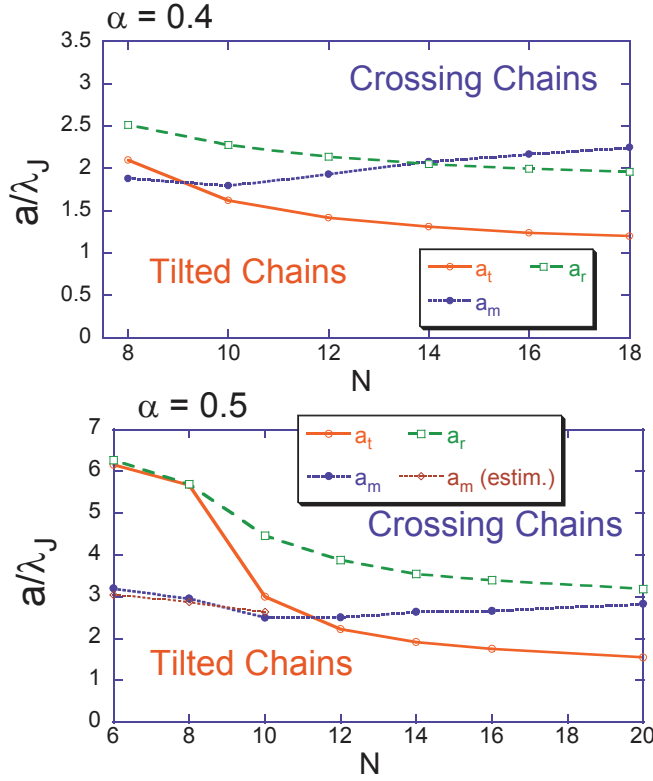 α = 0.4
3.5
3
2.5
2
1.5
1
0.5
0
a/λ_J
Crossing Chains
Tilted Chains
a_t
a_r
a_m
8
10
12
14
16
18
N
α = 0.5
7
6
5
4
3
2
1
0
a/λ_J
a_t
a_r
a_m
a_m (estim.)
Crossing Chains
Tilted Chains
6
8
10
12
14
16
18
20
N